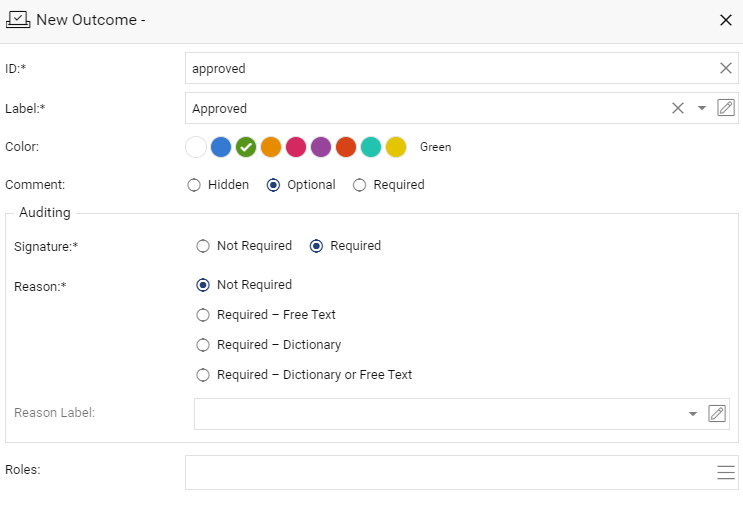 New Outcome -
ID:* approved
Label:* Approved
Color: Green
Comment: Hidden Optional Required
Auditing
Signature:* Not Required Required
Reason:* Not Required
Required – Free Text
Required – Dictionary
Required – Dictionary or Free Text
Reason Label:
Roles: